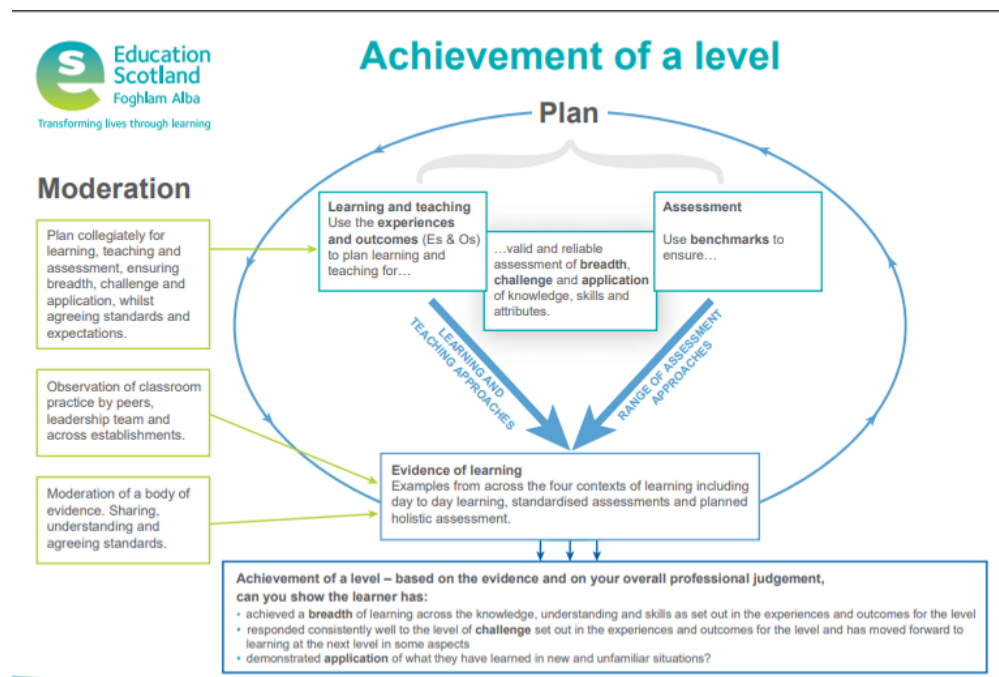 Education
Scotland
Foghlam Alba
Transforming lives through learning
Achievement of a level
Plan
Moderation
Plan collegiately for
learning, teaching and
assessment, ensuring
breadth, challenge and
application, whilst
agreeing standards and
expectations.
Observation of classroom
practice by peers,
leadership team and
across establishments.
Moderation of a body of
evidence. Sharing,
understanding and
agreeing standards.
Learning and teaching
Use the experiences
and outcomes (Es & Os)
to plan learning and
teaching for…
…valid and reliable
assessment of breadth,
challenge and application
of knowledge, skills and
attributes.
Assessment
Use benchmarks to
ensure…
LEARNING AND
TEACHING APPROACHES
RANGE OF ASSESSMENT
APPROACHES
Evidence of learning
Examples from across the four contexts of learning including
day to day learning, standardised assessments and planned
holistic assessment.
Achievement of a level – based on the evidence and on your overall professional judgement,
can you show the learner has:
• achieved a breadth of learning across the knowledge, understanding and skills as set out in the experiences and outcomes for the level
• responded consistently well to the level of challenge set out in the experiences and outcomes for the level and has moved forward to
learning at the next level in some aspects
• demonstrated application of what they have learned in new and unfamiliar situations?